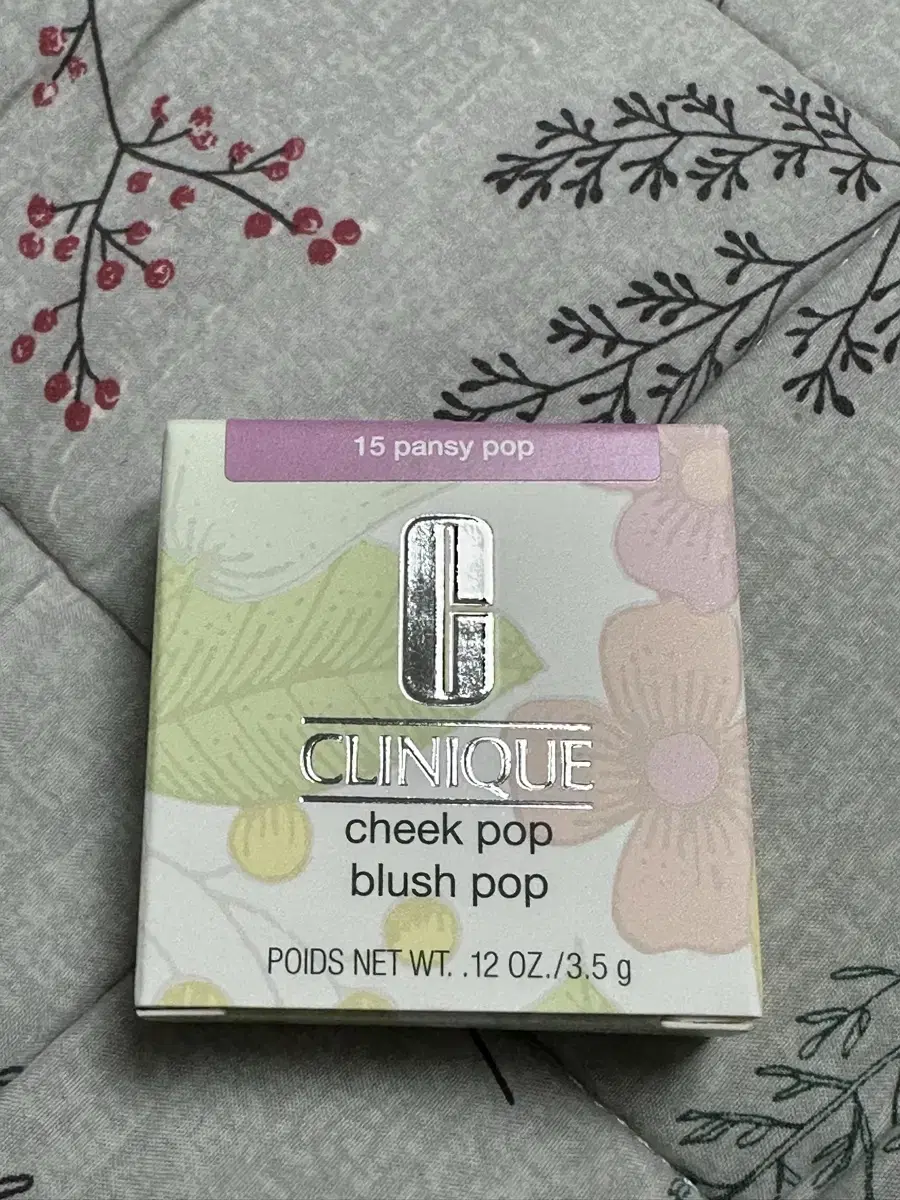 15 pansy pop
CLINIQUE
cheek pop
blush pop
POIDS NET WT. .12 OZ./3.5 g